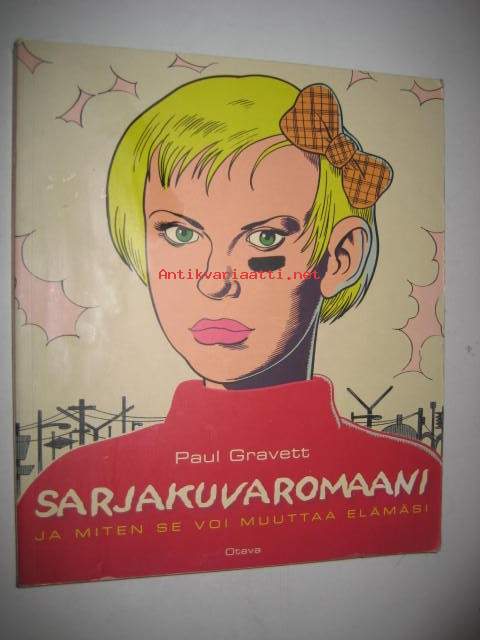 Antikvariaatti.net
Paul Gravett
SARJAKUVAROMAANI
JA MITEN SE VOI MUUTTAA ELÄMÄSI
Otava